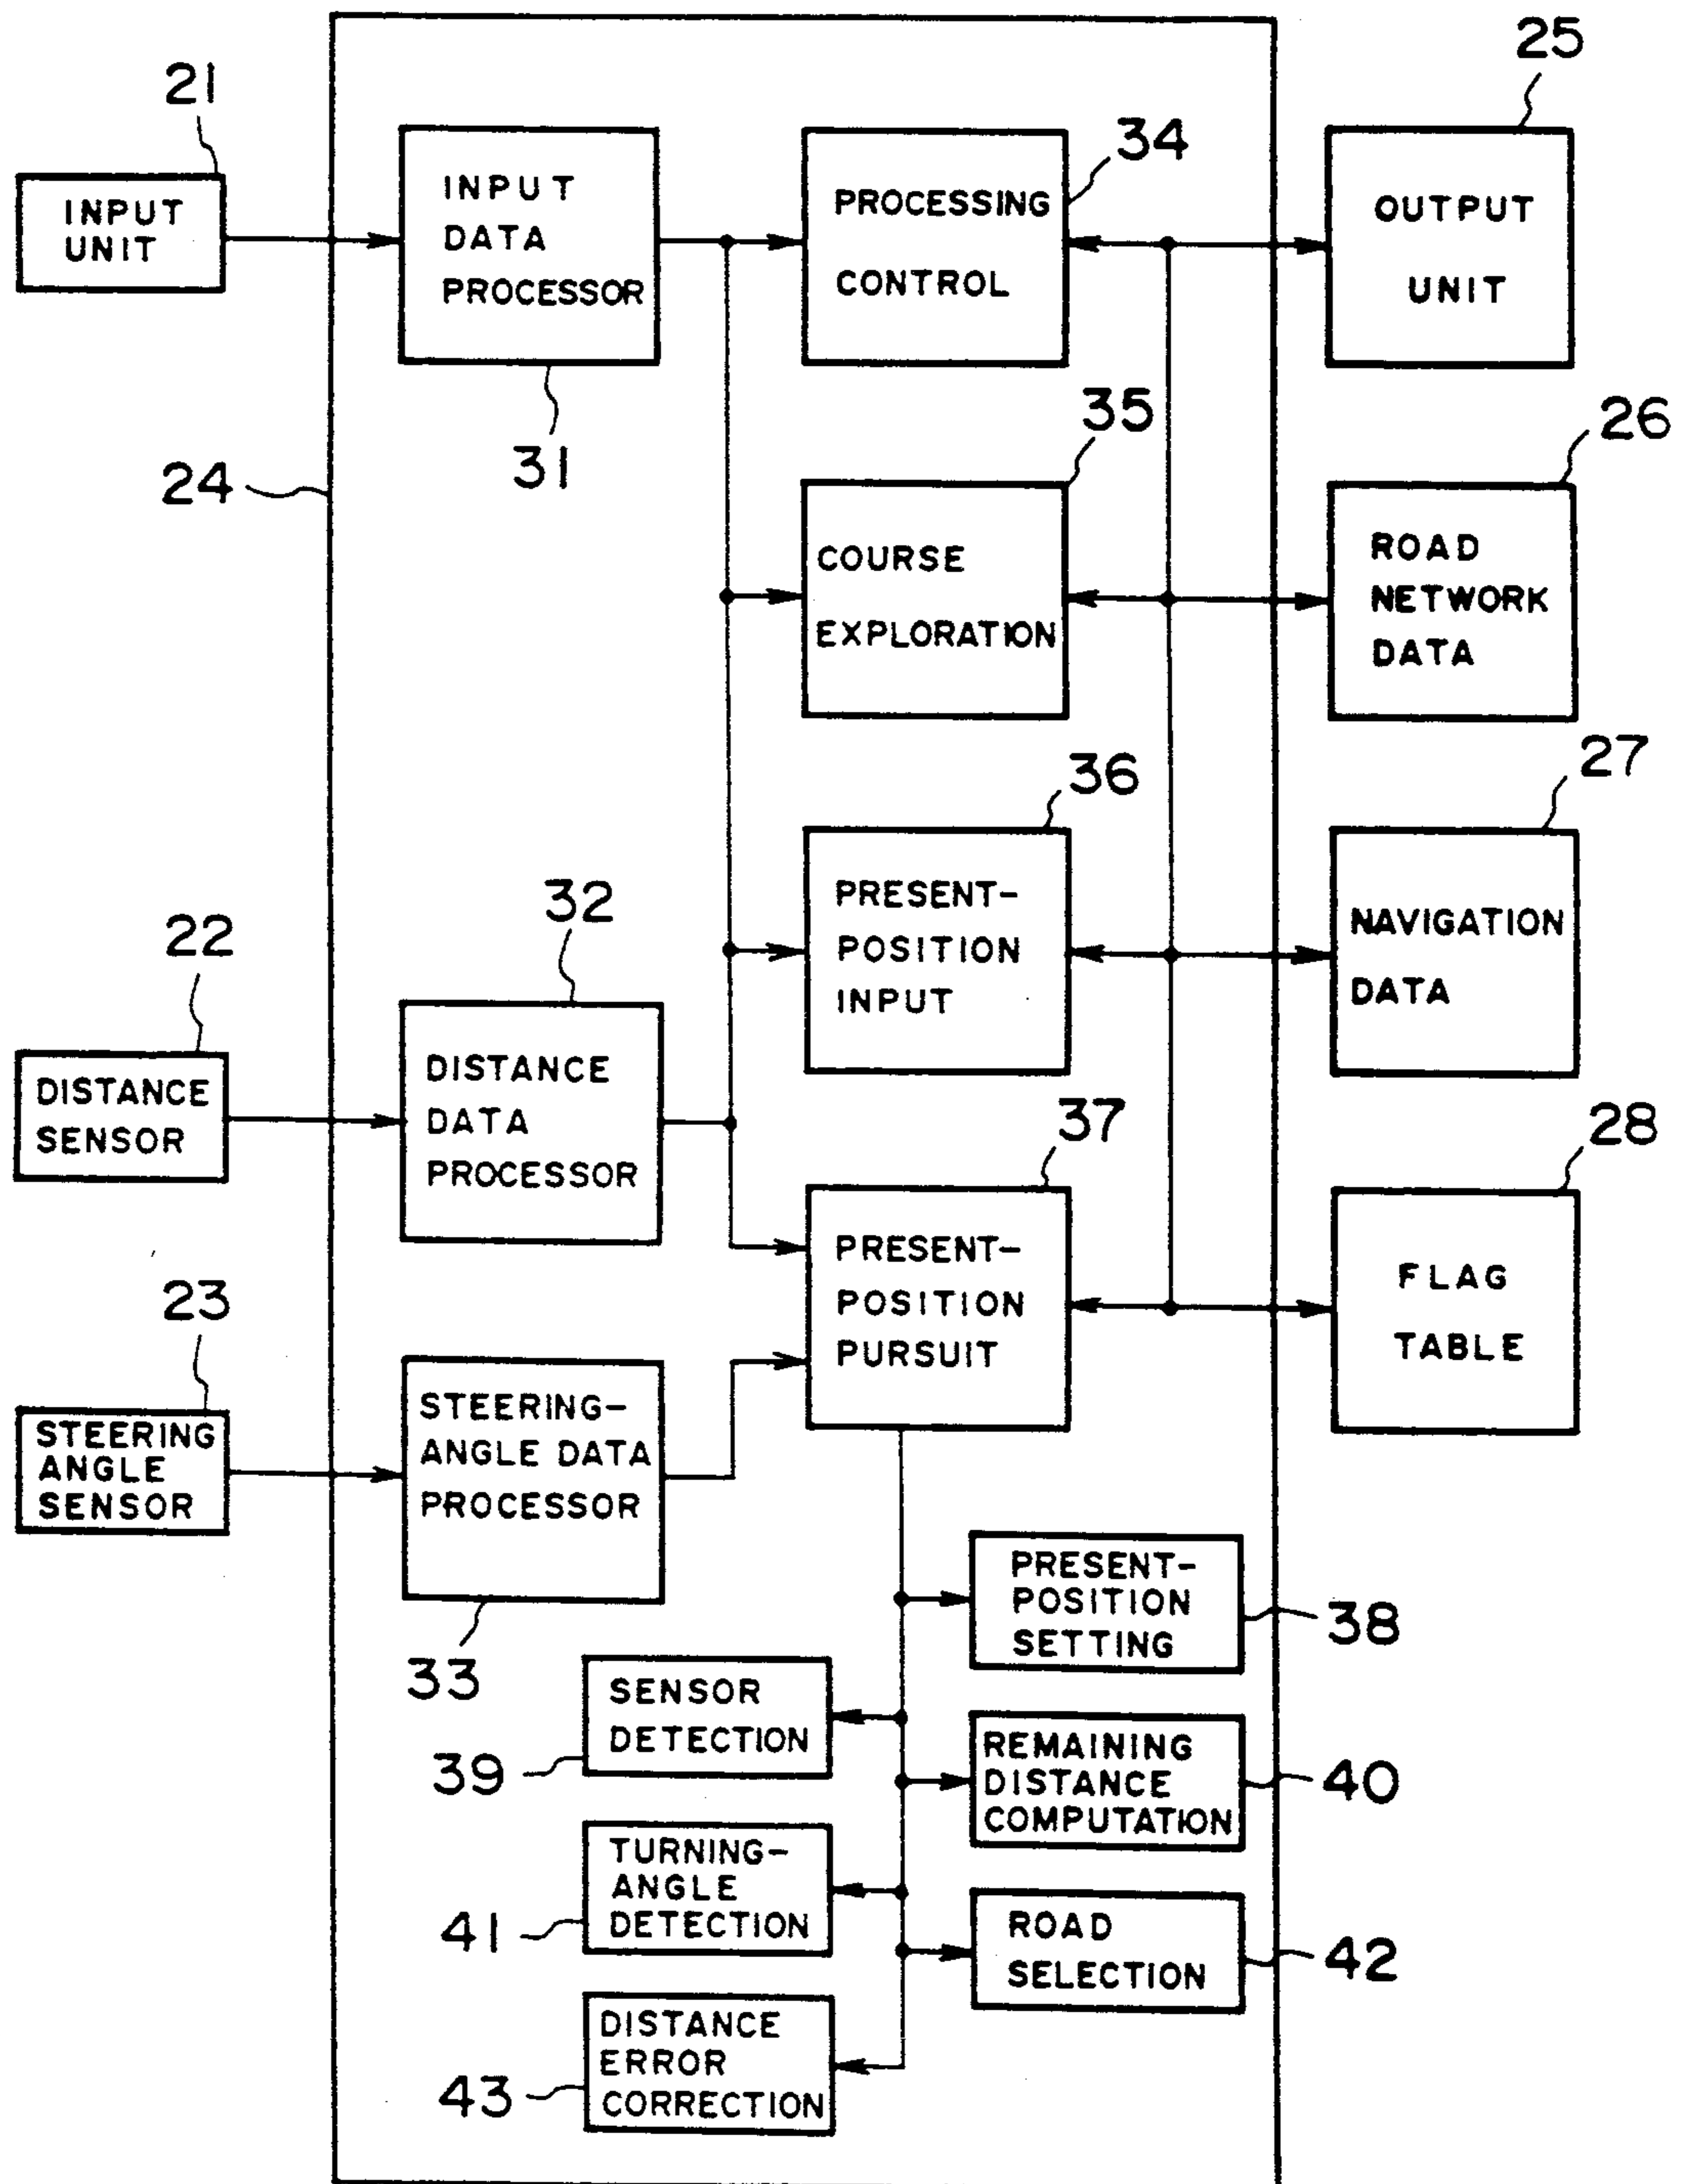 21
INPUT
UNIT
24
INPUT
DATA
PROCESSOR
31
PROCESSING
CONTROL
34
25
OUTPUT
UNIT
COURSE
EXPLORATION
35
26
ROAD
NETWORK
DATA
36
PRESENT-
POSITION
INPUT
27
NAVIGATION
DATA
22
DISTANCE
SENSOR
32
DISTANCE
DATA
PROCESSOR
37
PRESENT-
POSITION
PURSUIT
28
FLAG
TABLE
23
STEERING
ANGLE
SENSOR
STEERING-
ANGLE DATA
PROCESSOR
33
PRESENT-
POSITION
SETTING
38
SENSOR
DETECTION
39
REMAINING
DISTANCE
COMPUTATION
40
TURNING-
ANGLE
DETECTION
41
ROAD
SELECTION
42
DISTANCE
ERROR
CORRECTION
43